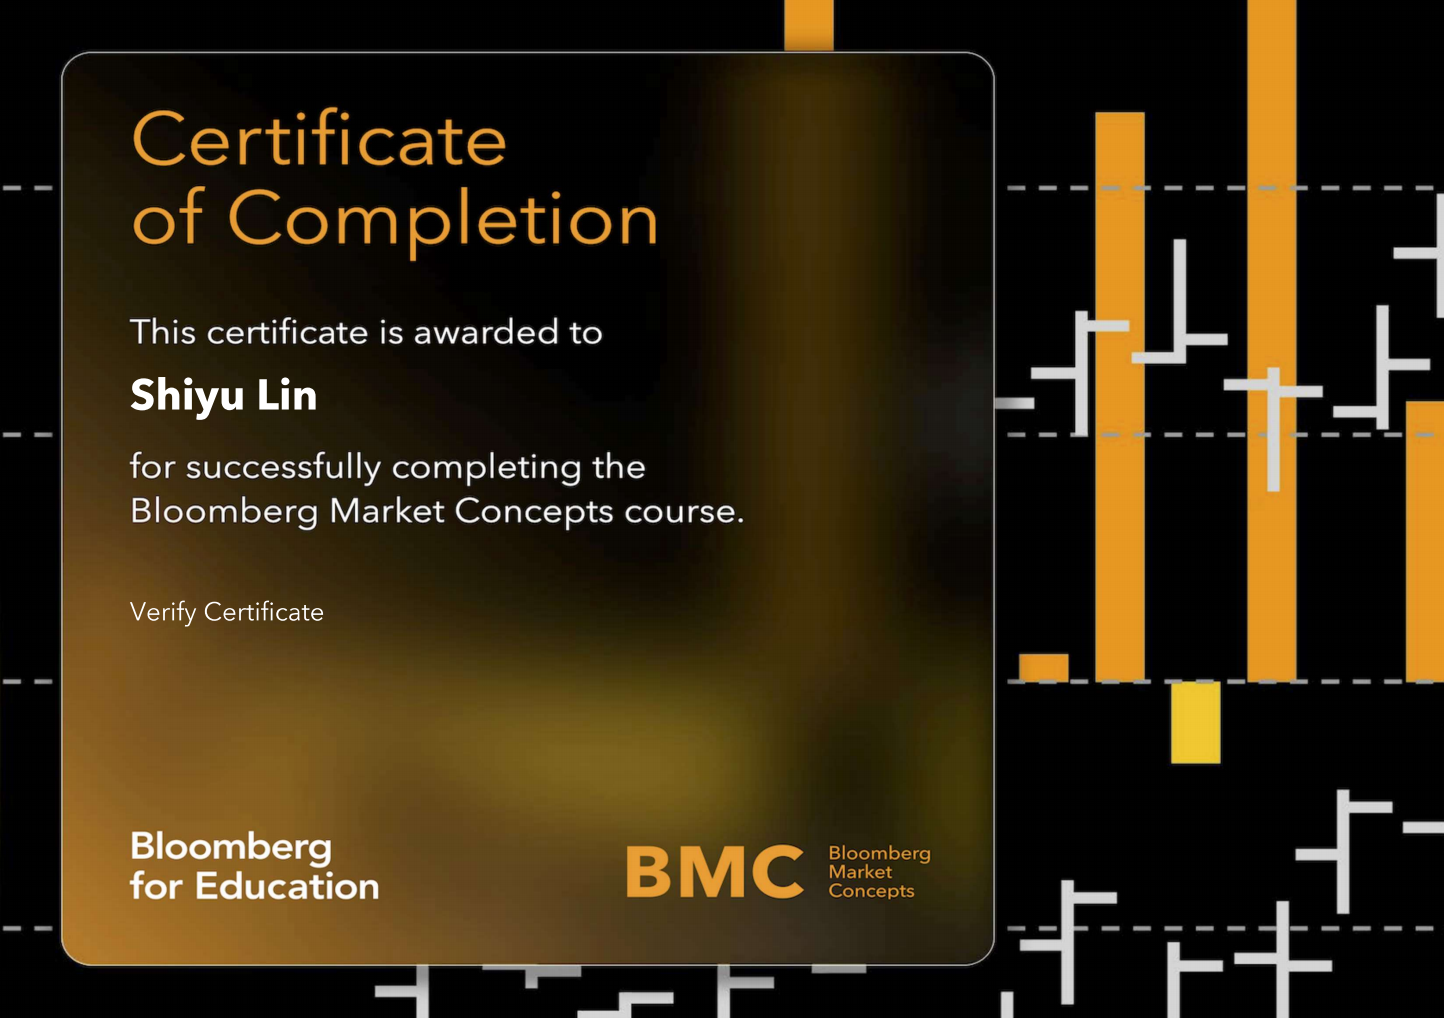 Certificate
of Completion
This certificate is awarded to
Shiyu Lin
for successfully completing the
Bloomberg Market Concepts course.
Verify Certificate
Bloomberg
for Education
BMC
Bloomberg
Market
Concepts